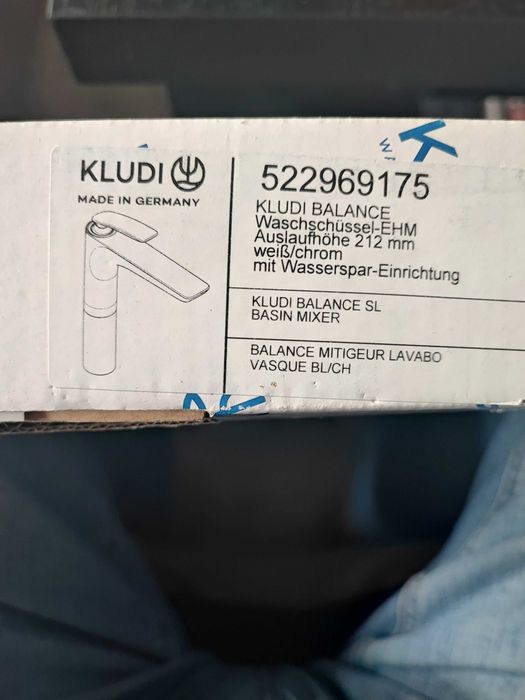 KLUDI
MADE IN GERMANY
522969175
KLUDI BALANCE
Waschschüssel-EHM
Auslaufhöhe 212 mm
weiß/chrom
mit Wasserspar-Einrichtung
KLUDI BALANCE SL
BASIN MIXER
BALANCE MITIGEUR LAVABO
VASQUE BL/CH